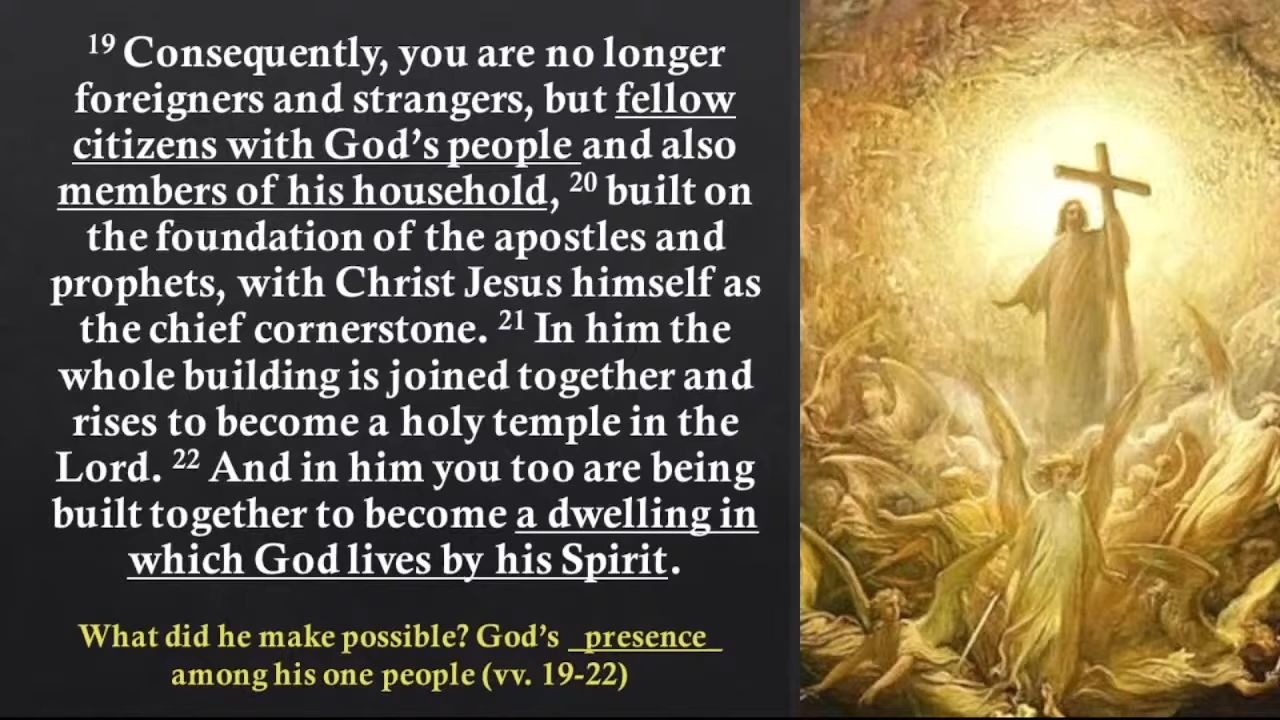 19 Consequently, you are no longer
foreigners and strangers, but fellow
citizens with God's people and also
members of his household, 20 built on
the foundation of the apostles and
prophets, with Christ Jesus himself as
the chief cornerstone. 21 In him the
whole building is joined together and
rises to become a holy temple in the
Lord. 22 And in him you too are being
built together to become a dwelling in
which God lives by his Spirit.
What did he make possible? God's _presence_
among his one people (vv. 19-22)